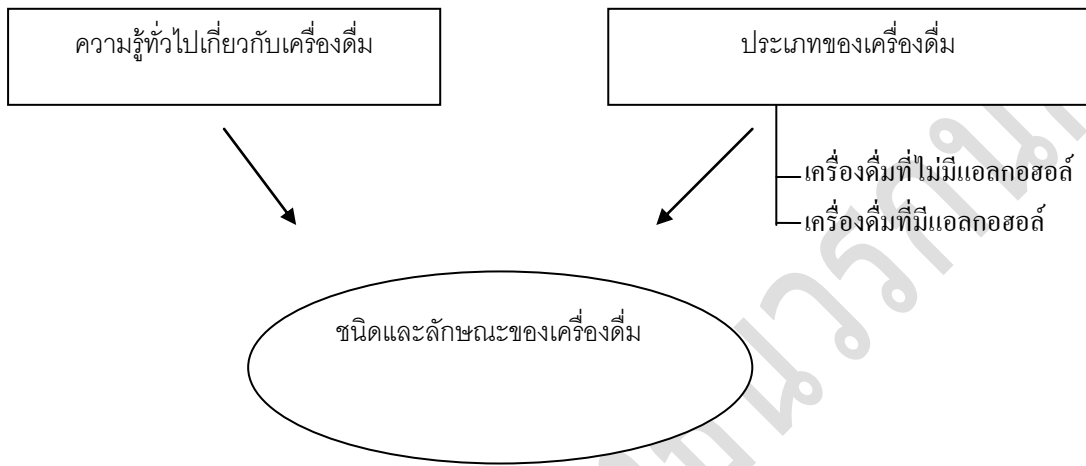 ความรู้ทั่วไปเกี่ยวกับเครื่องดื่ม
ประเภทของเครื่องดื่ม
เครื่องดื่มที่ไม่มีแอลกอฮอล์
เครื่องดื่มที่มีแอลกอฮอล์
ชนิดและลักษณะของเครื่องดื่ม